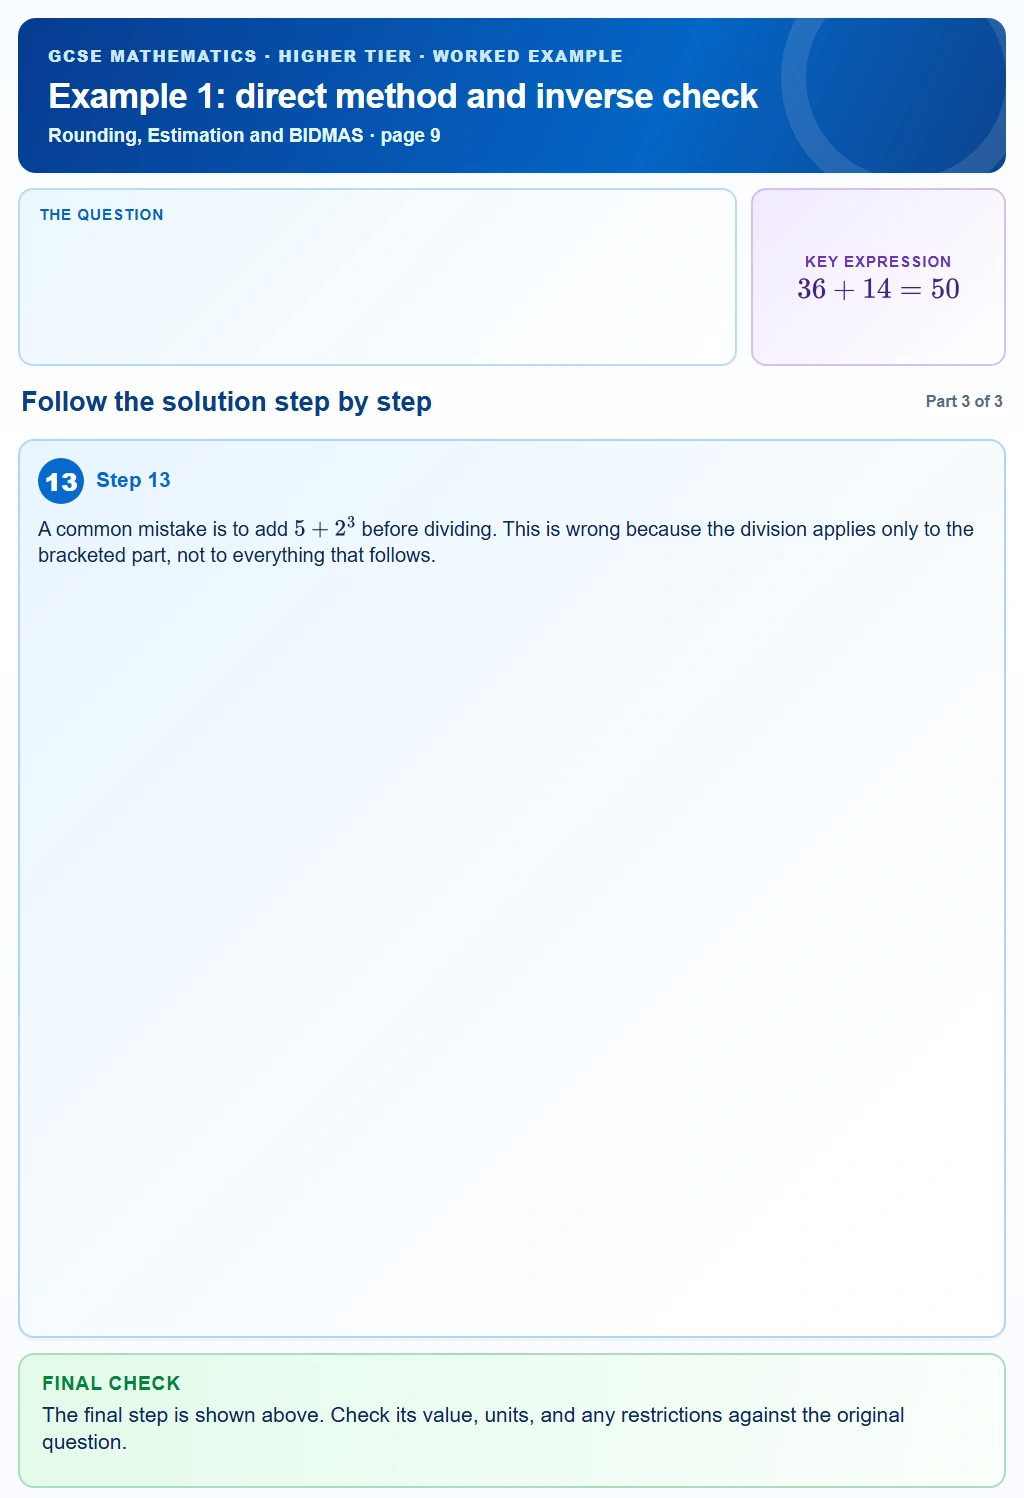 GCSE MATHEMATICS · HIGHER TIER · WORKED EXAMPLE
Example 1: direct method and inverse check
Rounding, Estimation and BIDMAS · page 9
THE QUESTION
KEY EXPRESSION
36 + 14 = 50
Follow the solution step by step
Part 3 of 3
13 Step 13
A common mistake is to add 5 + 2³ before dividing. This is wrong because the division applies only to the
bracketed part, not to everything that follows.
FINAL CHECK
The final step is shown above. Check its value, units, and any restrictions against the original
question.